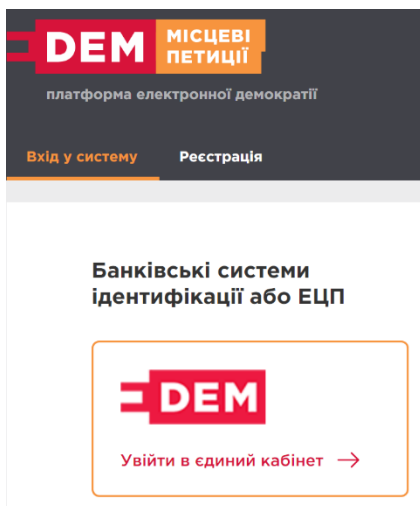 DEM
МІСЦЕВІ
ПЕТИЦІЇ
платформа електронної демократії
Вхід у систему Реєстрація
Банківські системи
ідентифікації або ЕЦП
DEM
Увійти в єдиний кабінет →